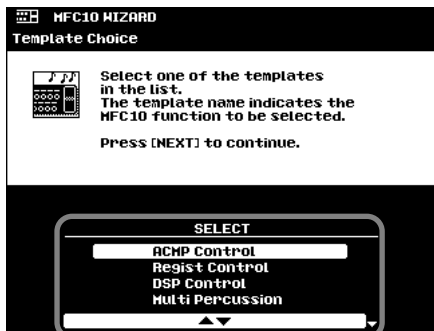 MFC10 WIZARD
Template Choice
Select one of the templates
in the list.
The template name indicates the
MFC10 function to be selected.
Press [NEXT] to continue.
SELECT
ACMP Control
Regist Control
DSP Control
Multi Percussion